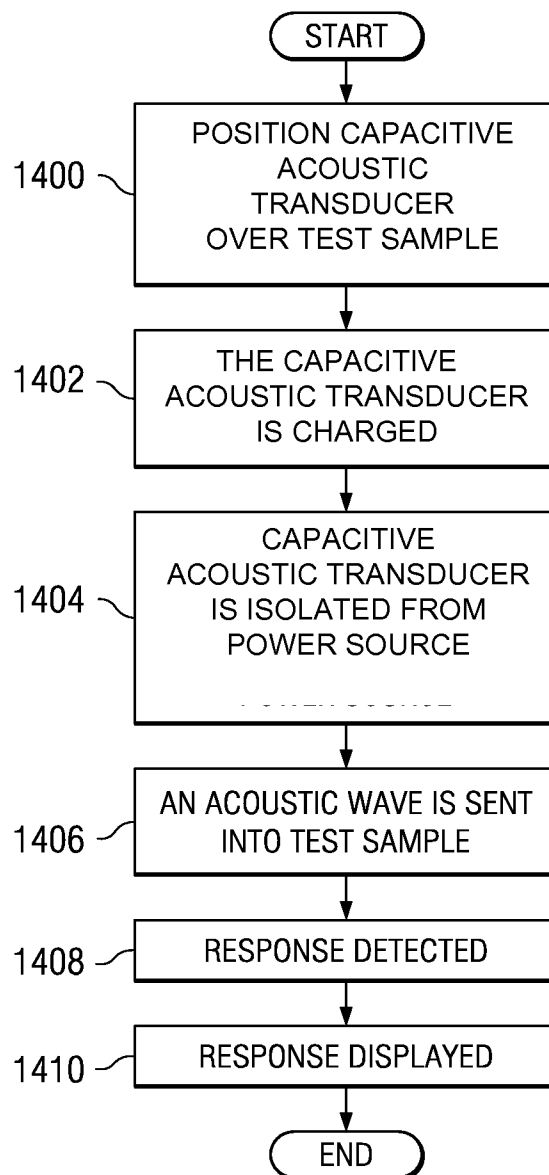 START
1400
POSITION CAPACITIVE
ACOUSTIC
TRANSDUCER
OVER TEST SAMPLE
1402
THE CAPACITIVE
ACOUSTIC TRANSDUCER
IS CHARGED
1404
CAPACITIVE
ACOUSTIC TRANSDUCER
IS ISOLATED FROM
POWER SOURCE
1406
AN ACOUSTIC WAVE IS SENT
INTO TEST SAMPLE
1408
RESPONSE DETECTED
1410
RESPONSE DISPLAYED
END